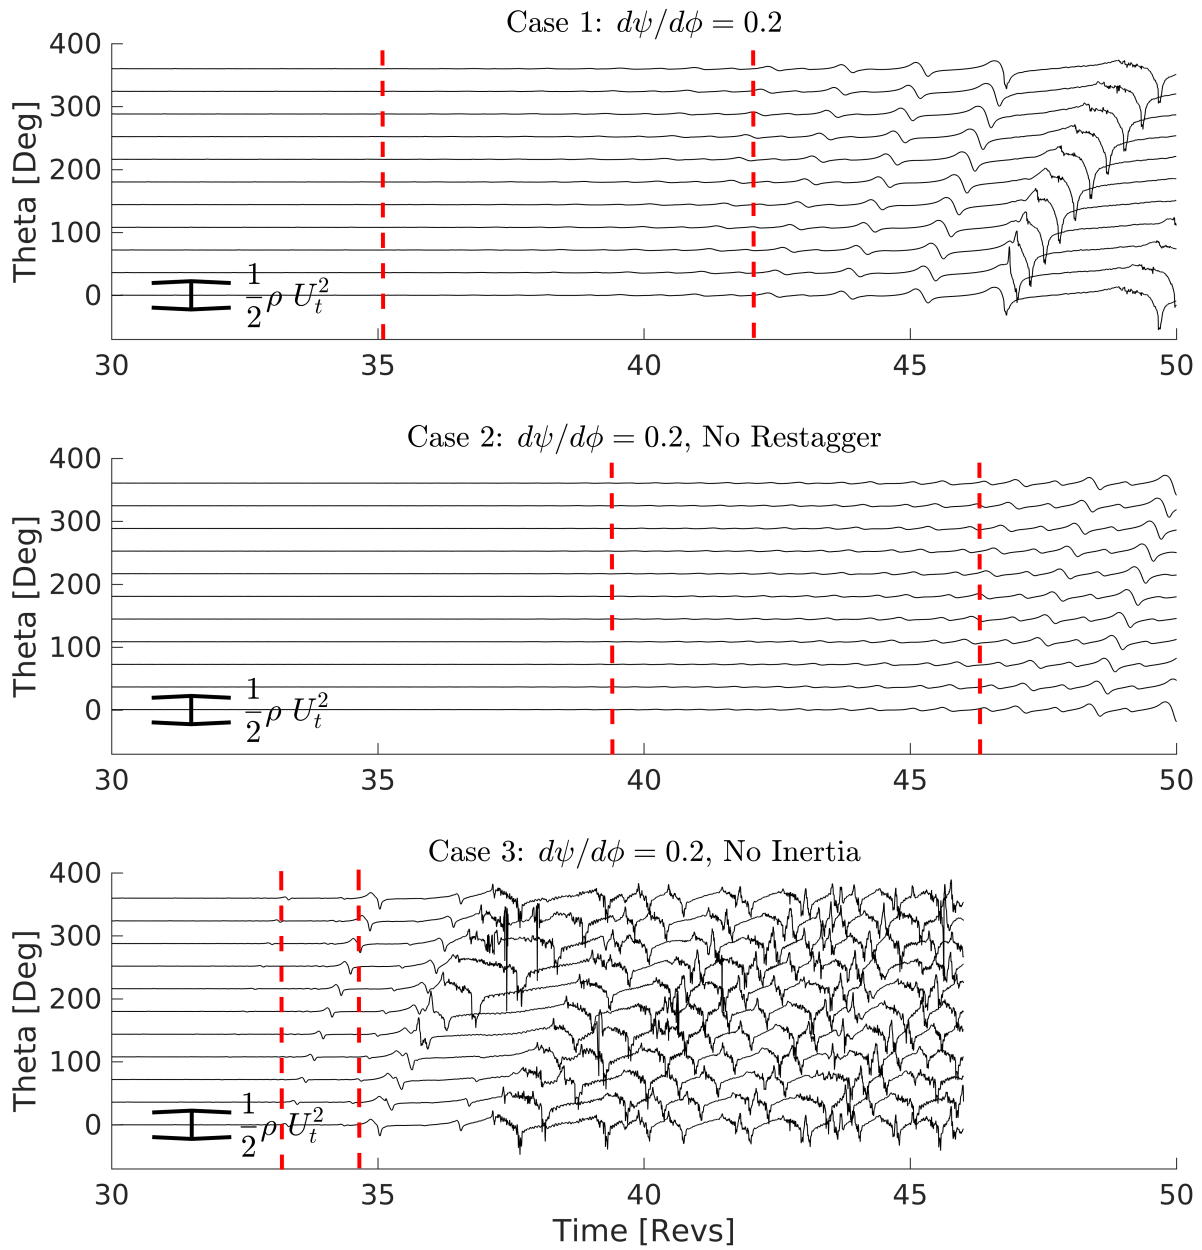 Case 1: dψ/dϕ = 0.2
400
300
200
100
0
Theta [Deg]
1/2 ρ U_t^2
30 35 40 45 50
Case 2: dψ/dϕ = 0.2, No Restagger
400
300
200
100
0
Theta [Deg]
1/2 ρ U_t^2
30 35 40 45 50
Case 3: dψ/dϕ = 0.2, No Inertia
400
300
200
100
0
Theta [Deg]
1/2 ρ U_t^2
30 35 40 45 50
Time [Revs]